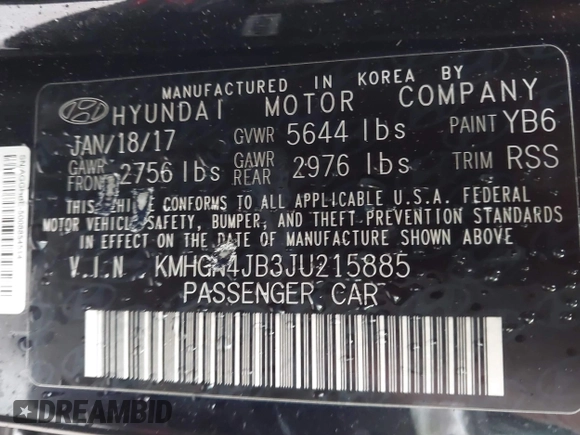 MANUFACTURED IN KOREA BY
HYUNDAI MOTOR COMPANY
JAN/18/17 GVWR 5644 lbs PAINT YB6
GAWR FRONT 2756 lbs GAWR REAR 2976 lbs TRIM RSS
THIS CONFORMS TO ALL APPLICABLE U.S.A. FEDERAL
MOTOR VEHICLE SAFETY, BUMPER, AND THEFT PREVENTION STANDARDS
IN EFFECT ON THE DATE OF MANUFACTURE SHOWN ABOVE.
V.I.N.
PASSENGER CAR
DREAMBID